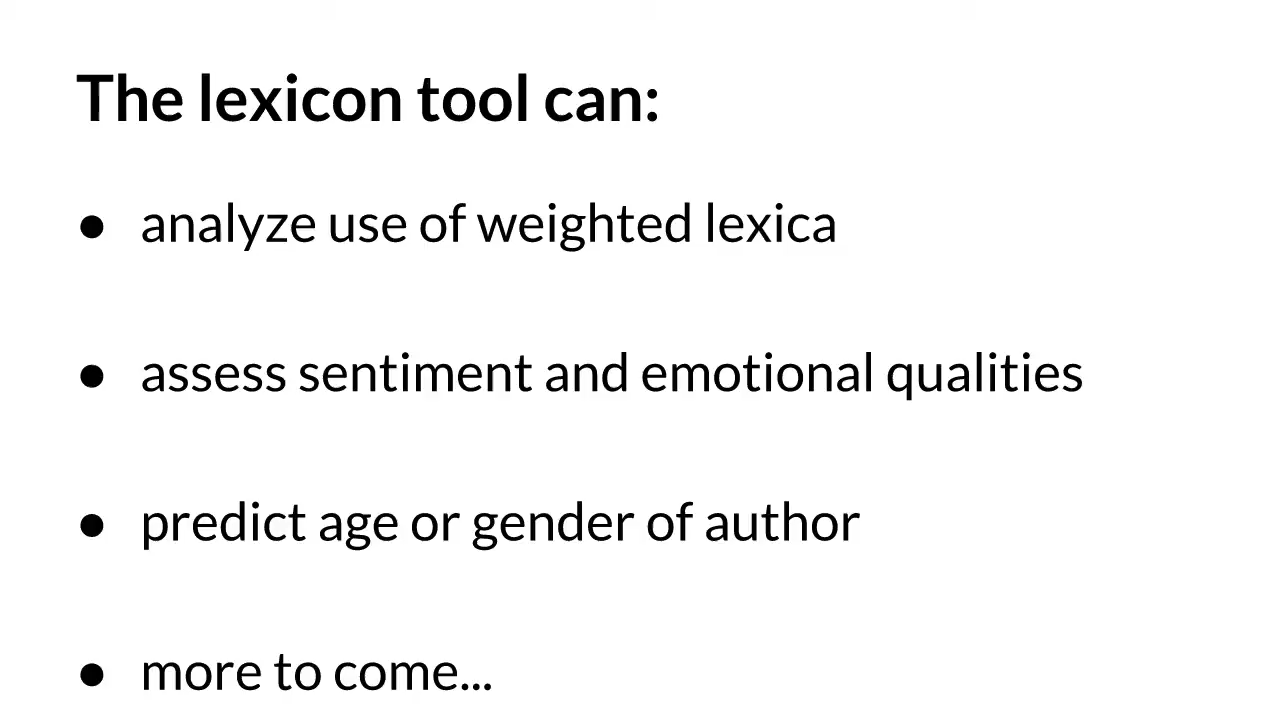 The lexicon tool can:
● analyze use of weighted lexica
● assess sentiment and emotional qualities
● predict age or gender of author
● more to come...